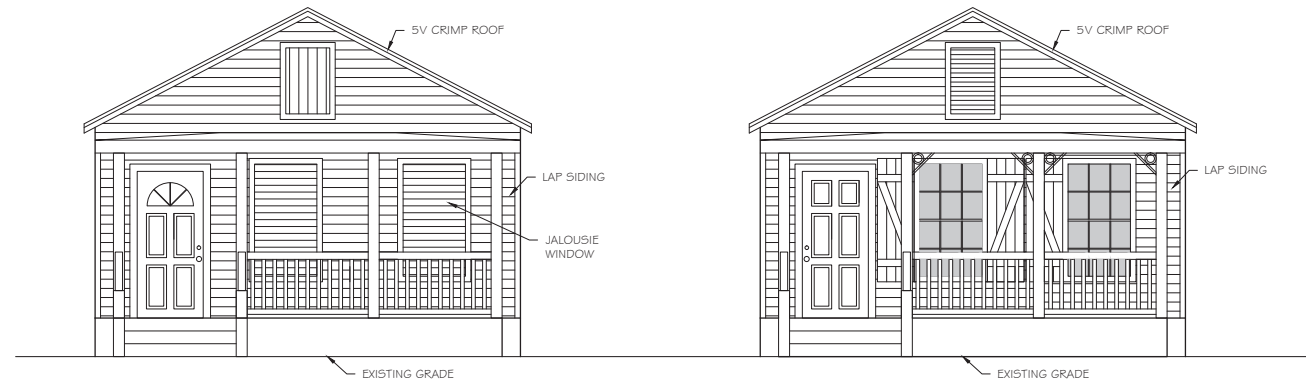 5V CRIMP ROOF
LAP SIDING
JALOUSIE
WINDOW
EXISTING GRADE
5V CRIMP ROOF
LAP SIDING
EXISTING GRADE